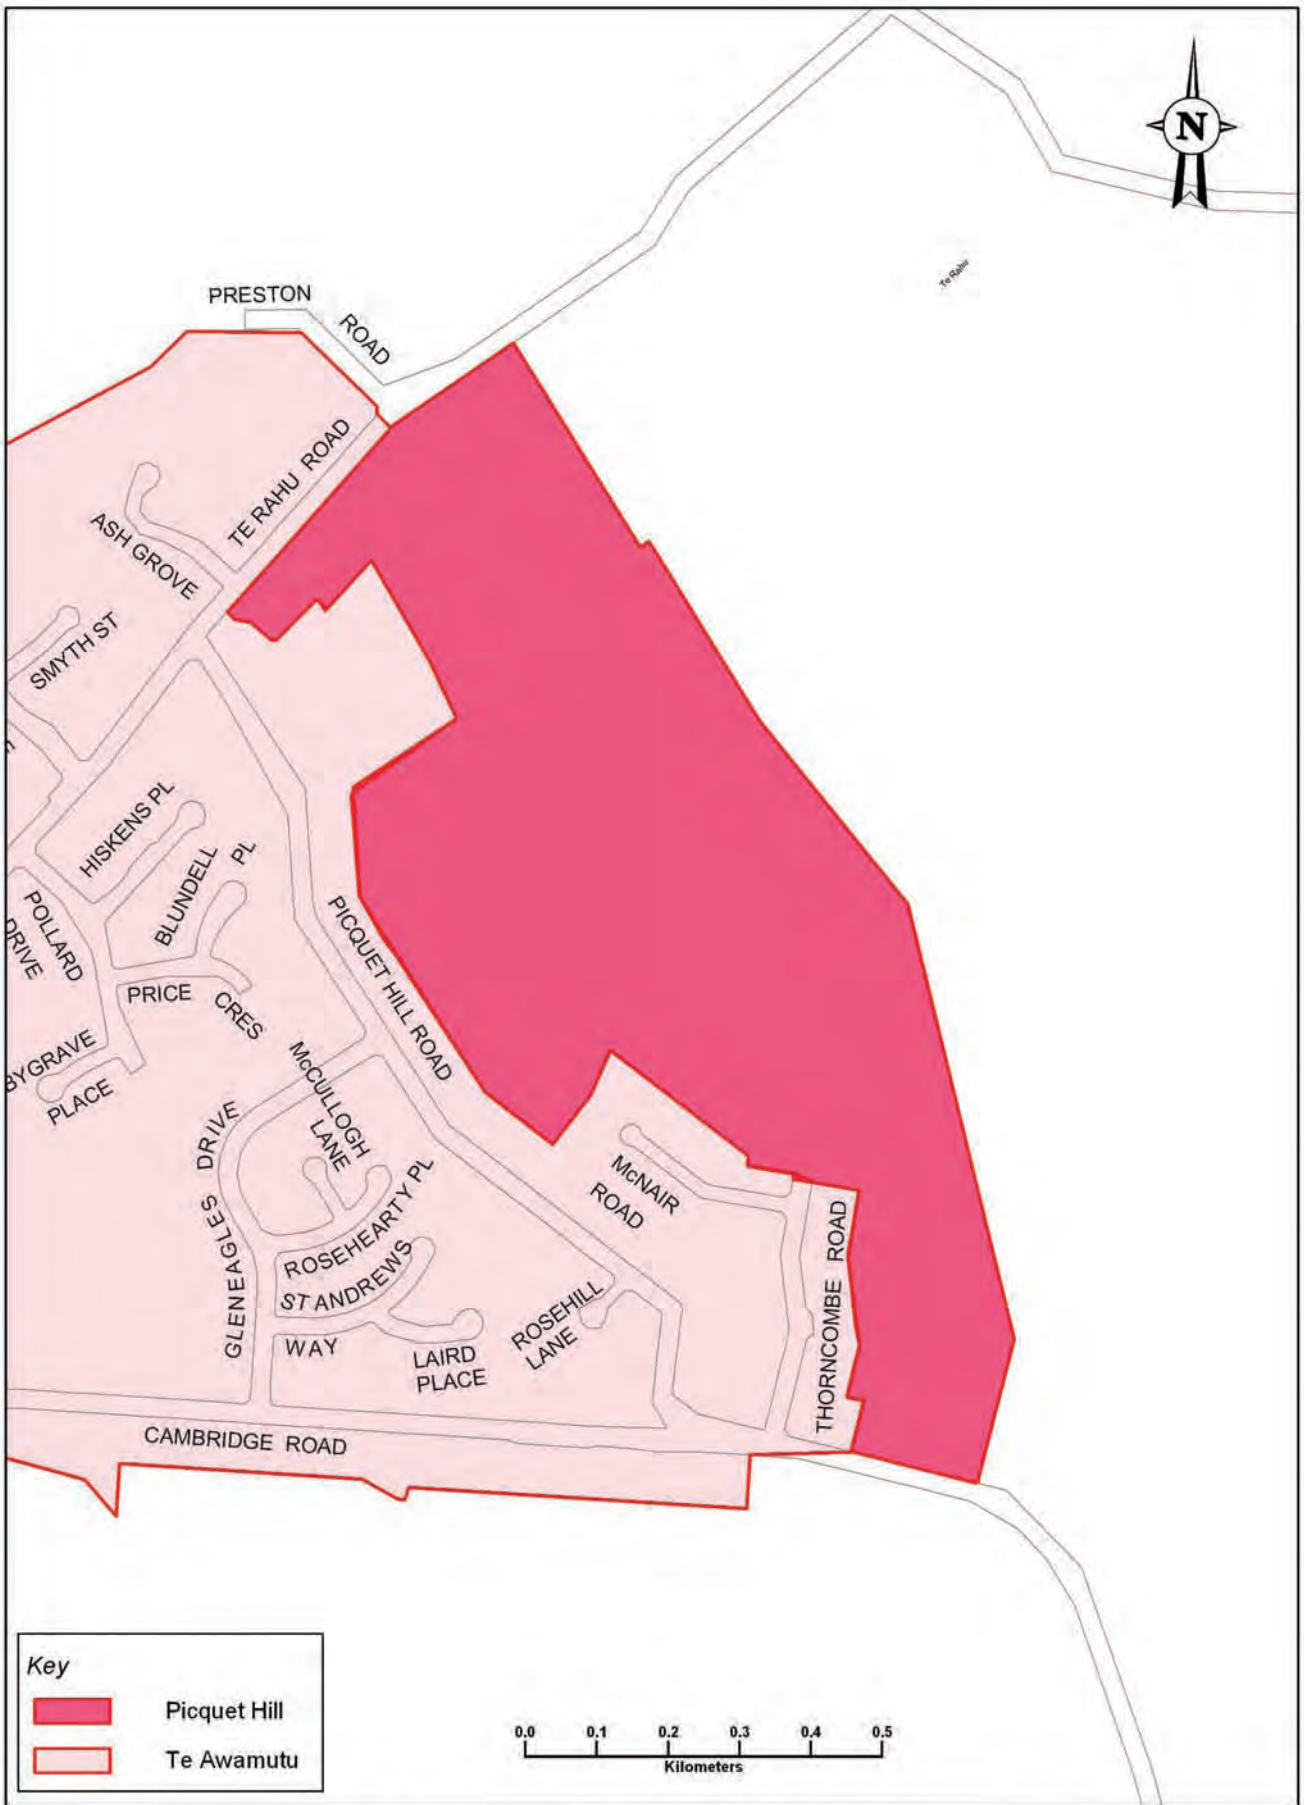 N
Te Rahu
PRESTON
ROAD
TE RAHU ROAD
ASH GROVE
SMYTH ST
HISKENS PL
BLUNDELL
PL
POLLARD
DRIVE
PICQUET HILL ROAD
PRICE
CRES
BYGRAVE
PLACE
McCULLOGH
LANE
GLENEAGLES DRIVE
ROSEHEARTY PL
ST ANDREWS
WAY
McNAIR
ROAD
THORNCOMBE ROAD
ROSEHILL
LANE
LAIRD
PLACE
CAMBRIDGE ROAD
Key
Picquet Hill
Te Awamutu
0.0 0.1 0.2 0.3 0.4 0.5
Kilometers